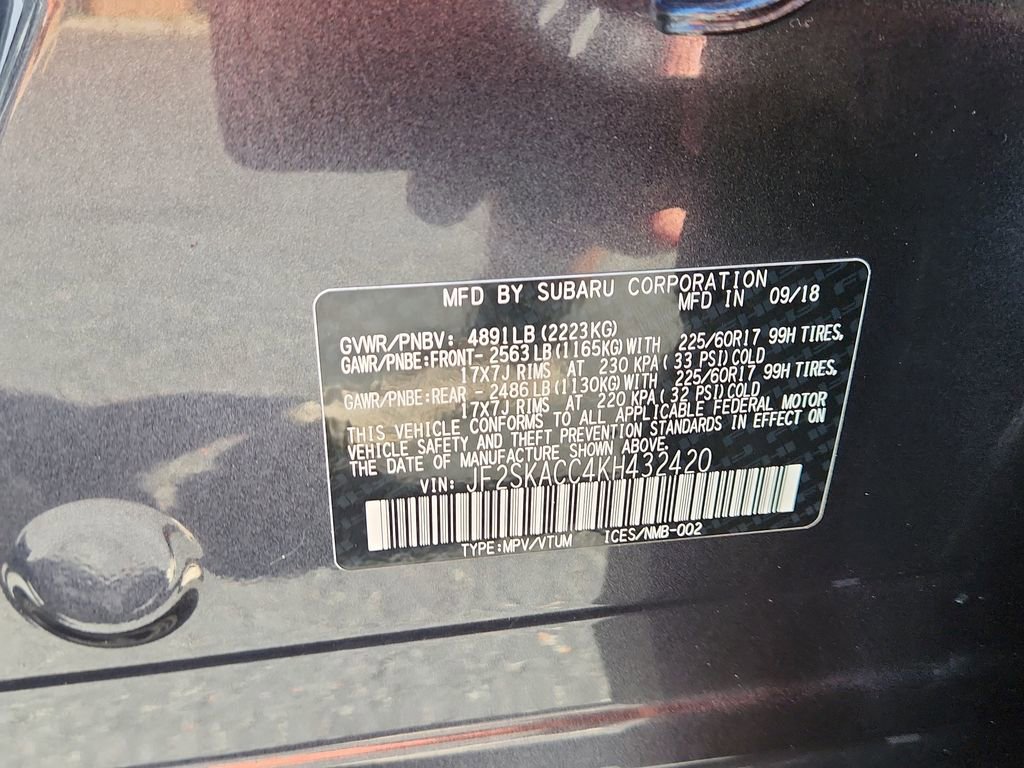 MFD BY SUBARU CORPORATION
MFD IN 09/18
GVWR/PNBV: 4891LB(2223KG)
GAWR/PNBE:FRONT- 2563LB(1165KG)WITH 225/60R17 99H TIRES,
17X7J RIMS AT 230 KPA(33 PSI)COLD
GAWR/PNBE:REAR - 2486LB(1130KG)WITH 225/60R17 99H TIRES,
17X7J RIMS AT 220 KPA(32 PSI)COLD
THIS VEHICLE CONFORMS TO ALL APPLICABLE FEDERAL MOTOR
VEHICLE SAFETY AND THEFT PREVENTION STANDARDS IN EFFECT ON
THE DATE OF MANUFACTURE SHOWN ABOVE.
VIN: JF2SKACC4KH432420
TYPE:MPV/VTUM ICES/NMB-002